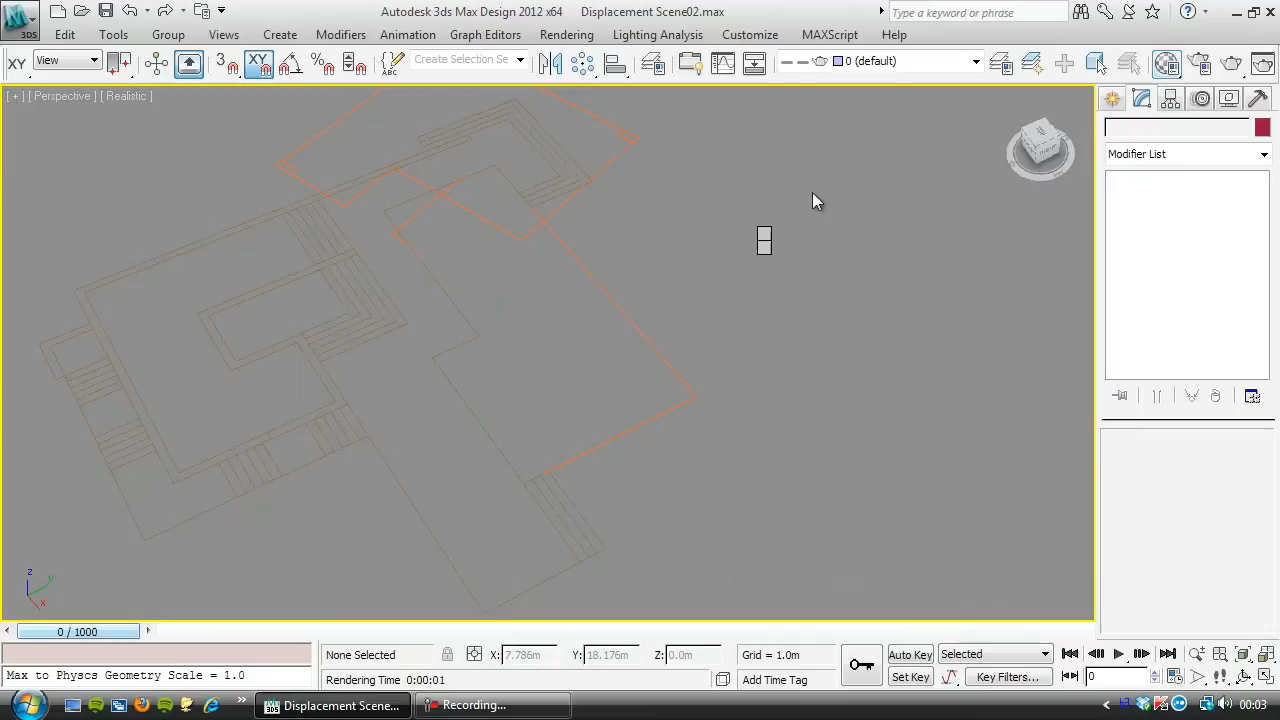 Autodesk 3ds Max Design 2012 x64 Displacement Scene02.max
Type a keyword or phrase
3DS
Edit Tools Group Views Create Modifiers Animation Graph Editors Rendering Lighting Analysis Customize MAXScript Help
XY View 3 XY % ABC Create Selection Se 0 (default)
[ + ] [ Perspective ] [ Realistic ]
Modifier List
z
y
x
0 / 1000
None Selected X: 7.786m Y: 18.176m Z: 0.0m Grid = 1.0m Auto Key Selected
Max to Physcs Geometry Scale = 1.0
Rendering Time 0:00:01 Add Time Tag Set Key Key Filters... 0
Displacement Scene... Recording... 00:03